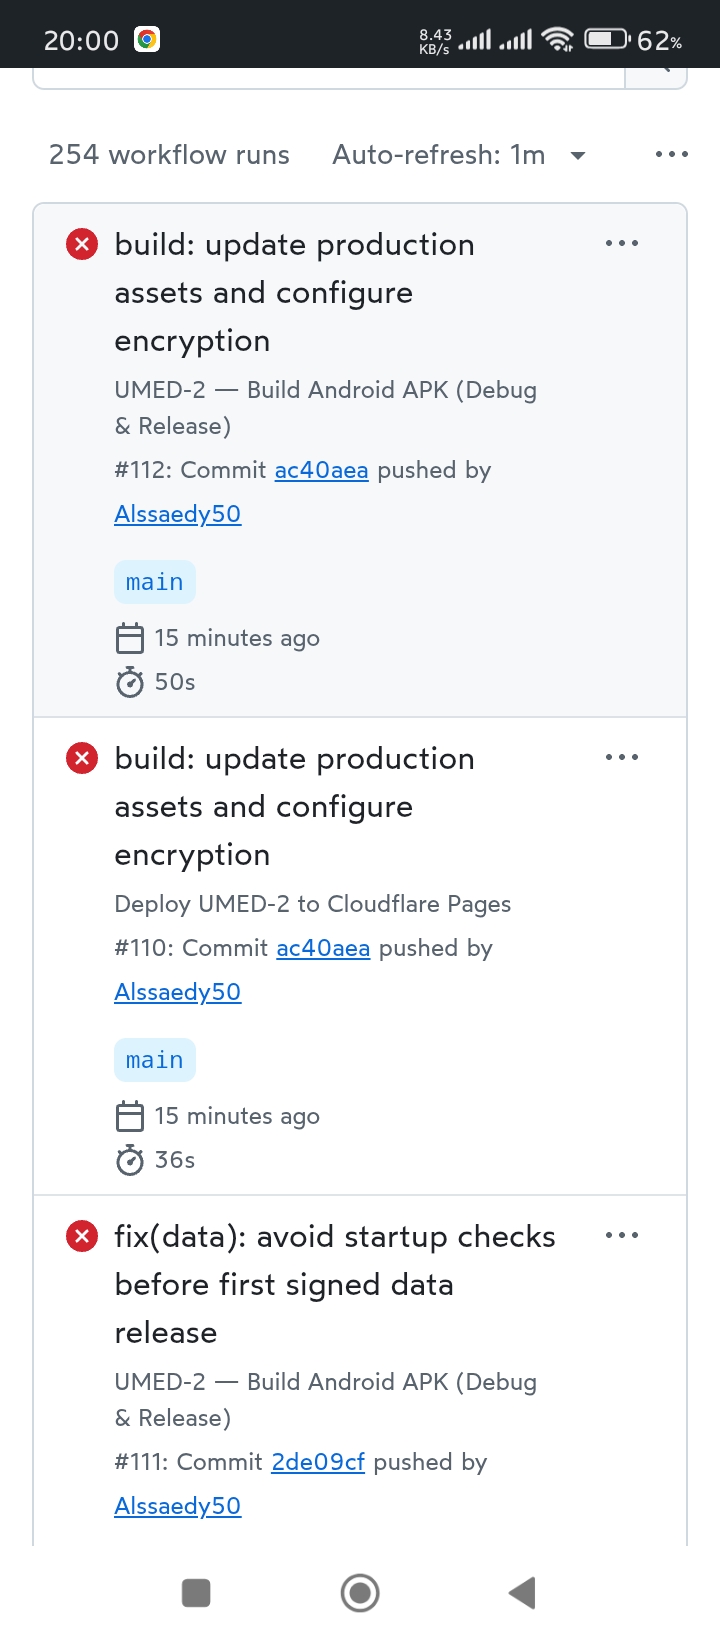 20:00
8.43
KB/s
62%
254 workflow runs
Auto-refresh: 1m
build: update production
assets and configure
encryption
UMED-2 — Build Android APK (Debug
& Release)
#112: Commit ac40aea pushed by
Alssaedy50
main
15 minutes ago
50s
build: update production
assets and configure
encryption
Deploy UMED-2 to Cloudflare Pages
#110: Commit ac40aea pushed by
Alssaedy50
main
15 minutes ago
36s
fix(data): avoid startup checks
before first signed data
release
UMED-2 — Build Android APK (Debug
& Release)
#111: Commit 2de09cf pushed by
Alssaedy50